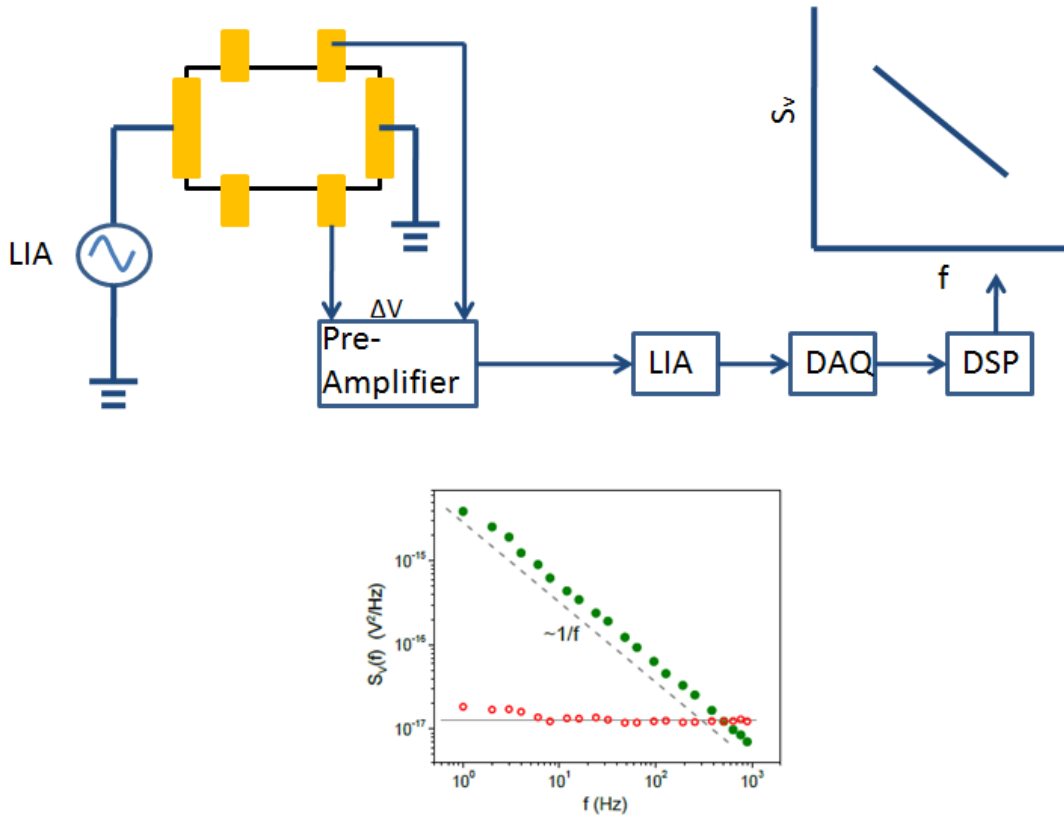 LIA
ΔV
Pre-
Amplifier
LIA
DAQ
DSP
Sv
f
10⁻¹⁵
10⁻¹⁶
10⁻¹⁷
Sᵥ(f) (V²/Hz)
~1/f
10⁰ 10¹ 10² 10³
f (Hz)